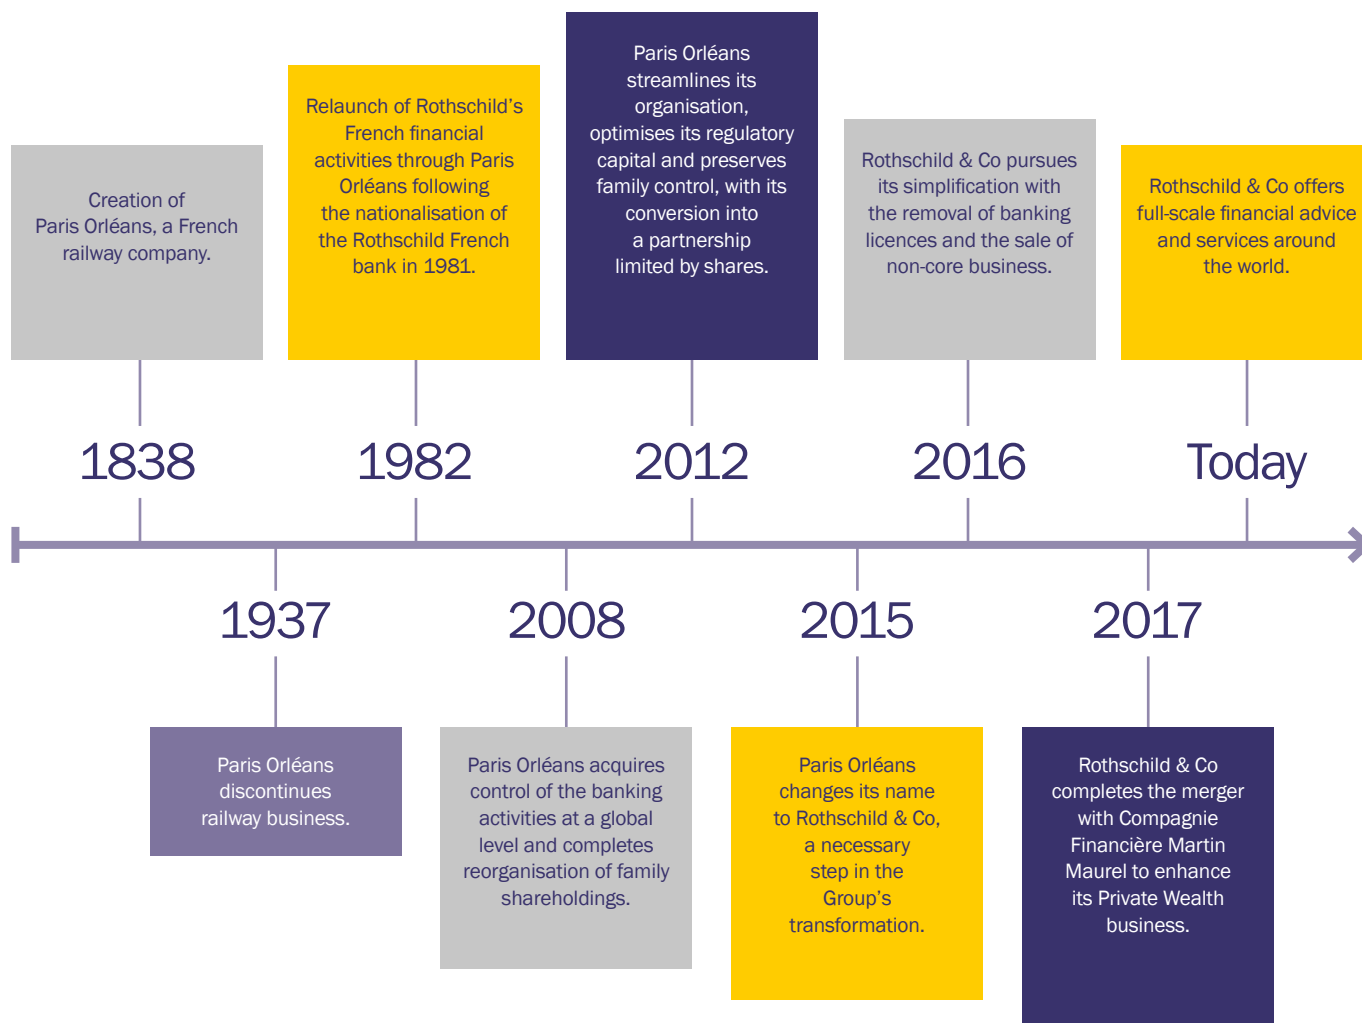 Creation of
Paris Orléans, a French
railway company.
1838
Relaunch of Rothschild’s
French financial
activities through Paris
Orléans following
the nationalisation of
the Rothschild French
bank in 1981.
1982
Paris Orléans
streamlines its
organisation,
optimises its regulatory
capital and preserves
family control, with its
conversion into
a partnership
limited by shares.
2012
Rothschild & Co pursues
its simplification with
the removal of banking
licences and the sale of
non-core business.
2016
Rothschild & Co offers
full-scale financial advice
and services around
the world.
Today
1937
Paris Orléans
discontinues
railway business.
2008
Paris Orléans acquires
control of the banking
activities at a global
level and completes
reorganisation of family
shareholdings.
2015
Paris Orléans
changes its name
to Rothschild & Co,
a necessary
step in the
Group’s
transformation.
2017
Rothschild & Co
completes the merger
with Compagnie
Financière Martin
Maurel to enhance
its Private Wealth
business.